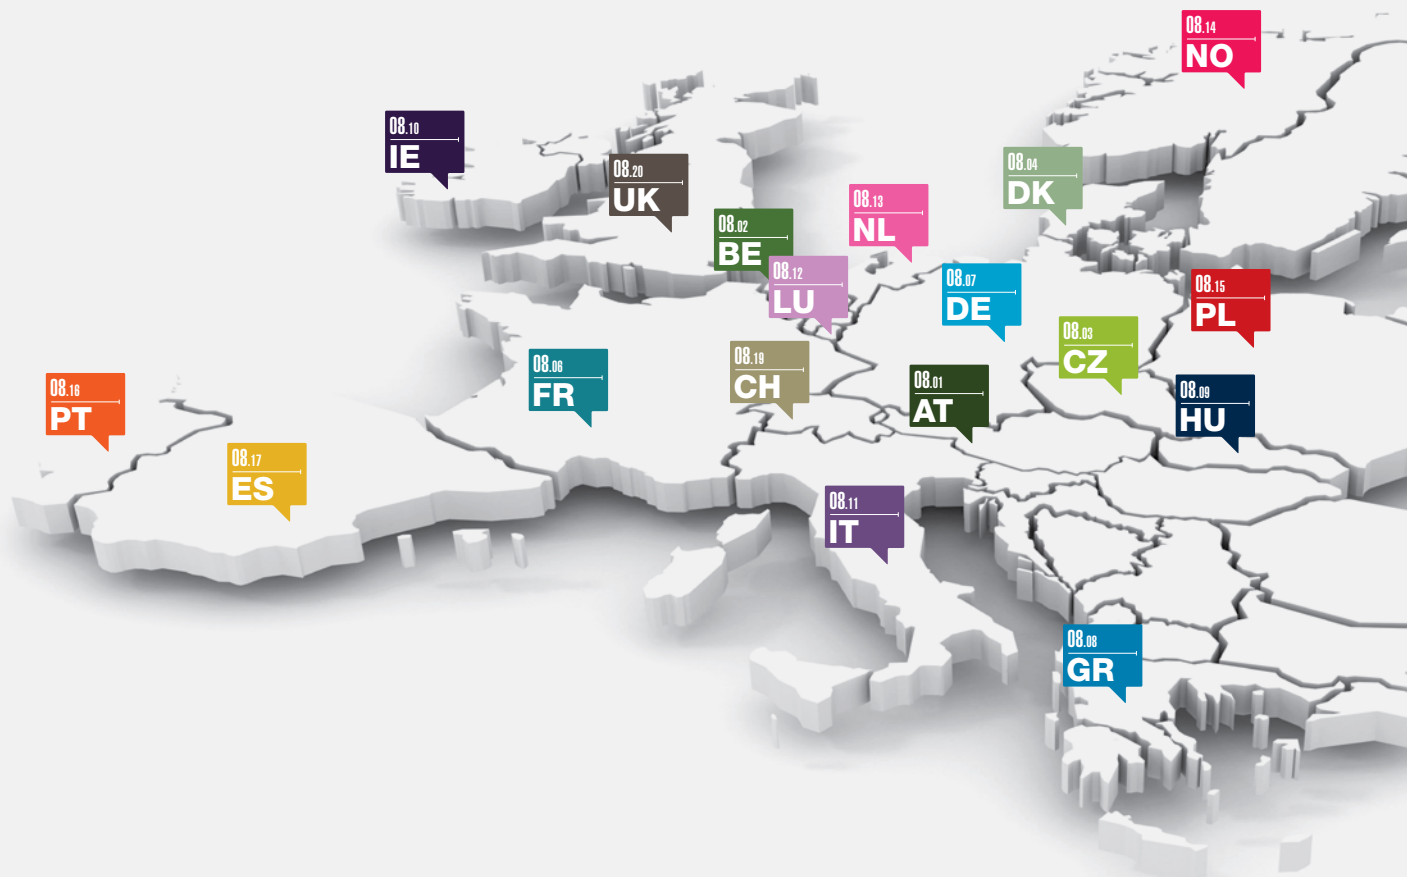 08.14
NO
08.10
IE
08.20
UK
08.04
DK
08.13
NL
08.02
BE
08.12
LU
08.07
DE
08.15
PL
08.03
CZ
08.19
CH
08.06
FR
08.01
AT
08.16
PT
08.09
HU
08.17
ES
08.11
IT
08.08
GR